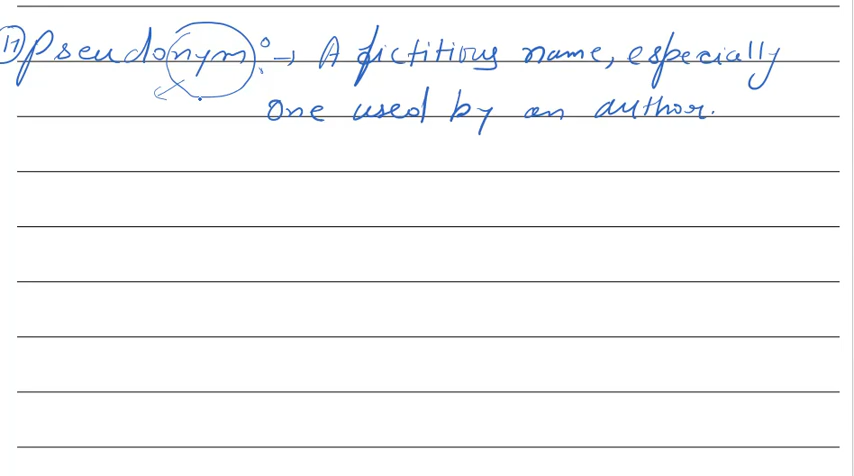 17 Pseudonym :→ A fictitious name, especially
one used by an author.